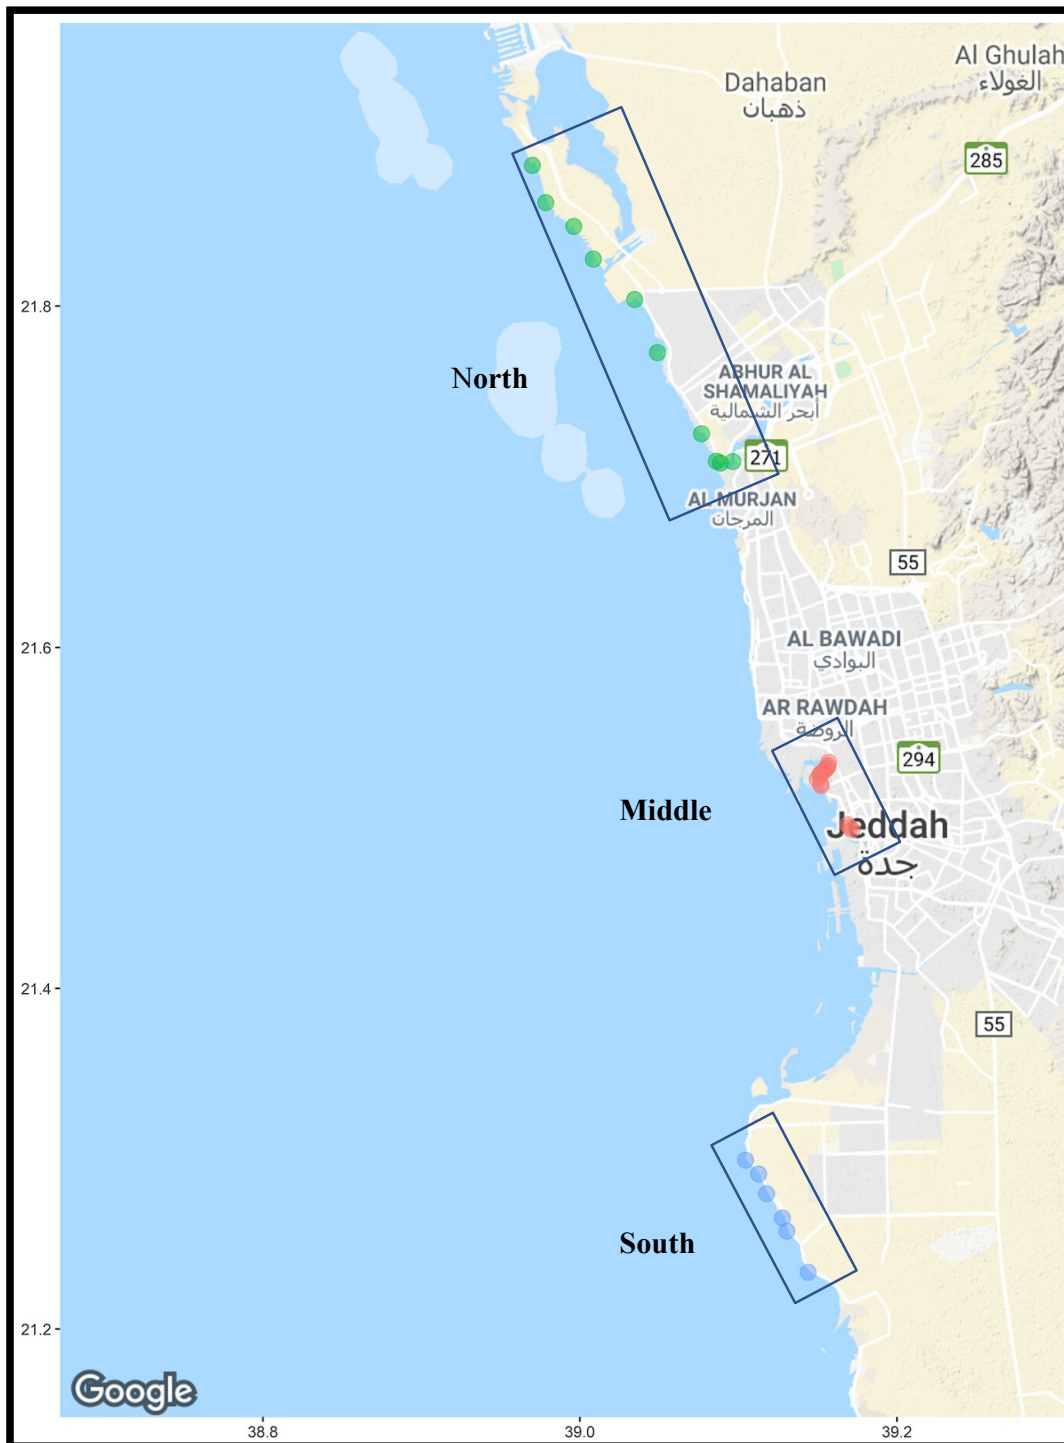 Al Ghulah
الغولاء
Dahaban
ذهبان
285
21.8
North
ABHUR AL
SHAMALIYAH
أبحر الشمالية
271
AL MURJAN
المرجان
55
21.6
AL BAWADI
البوادي
AR RAWDAH
الروضة
294
Middle
Jeddah
جدة
21.4
55
South
21.2
Google
38.8
39.0
39.2